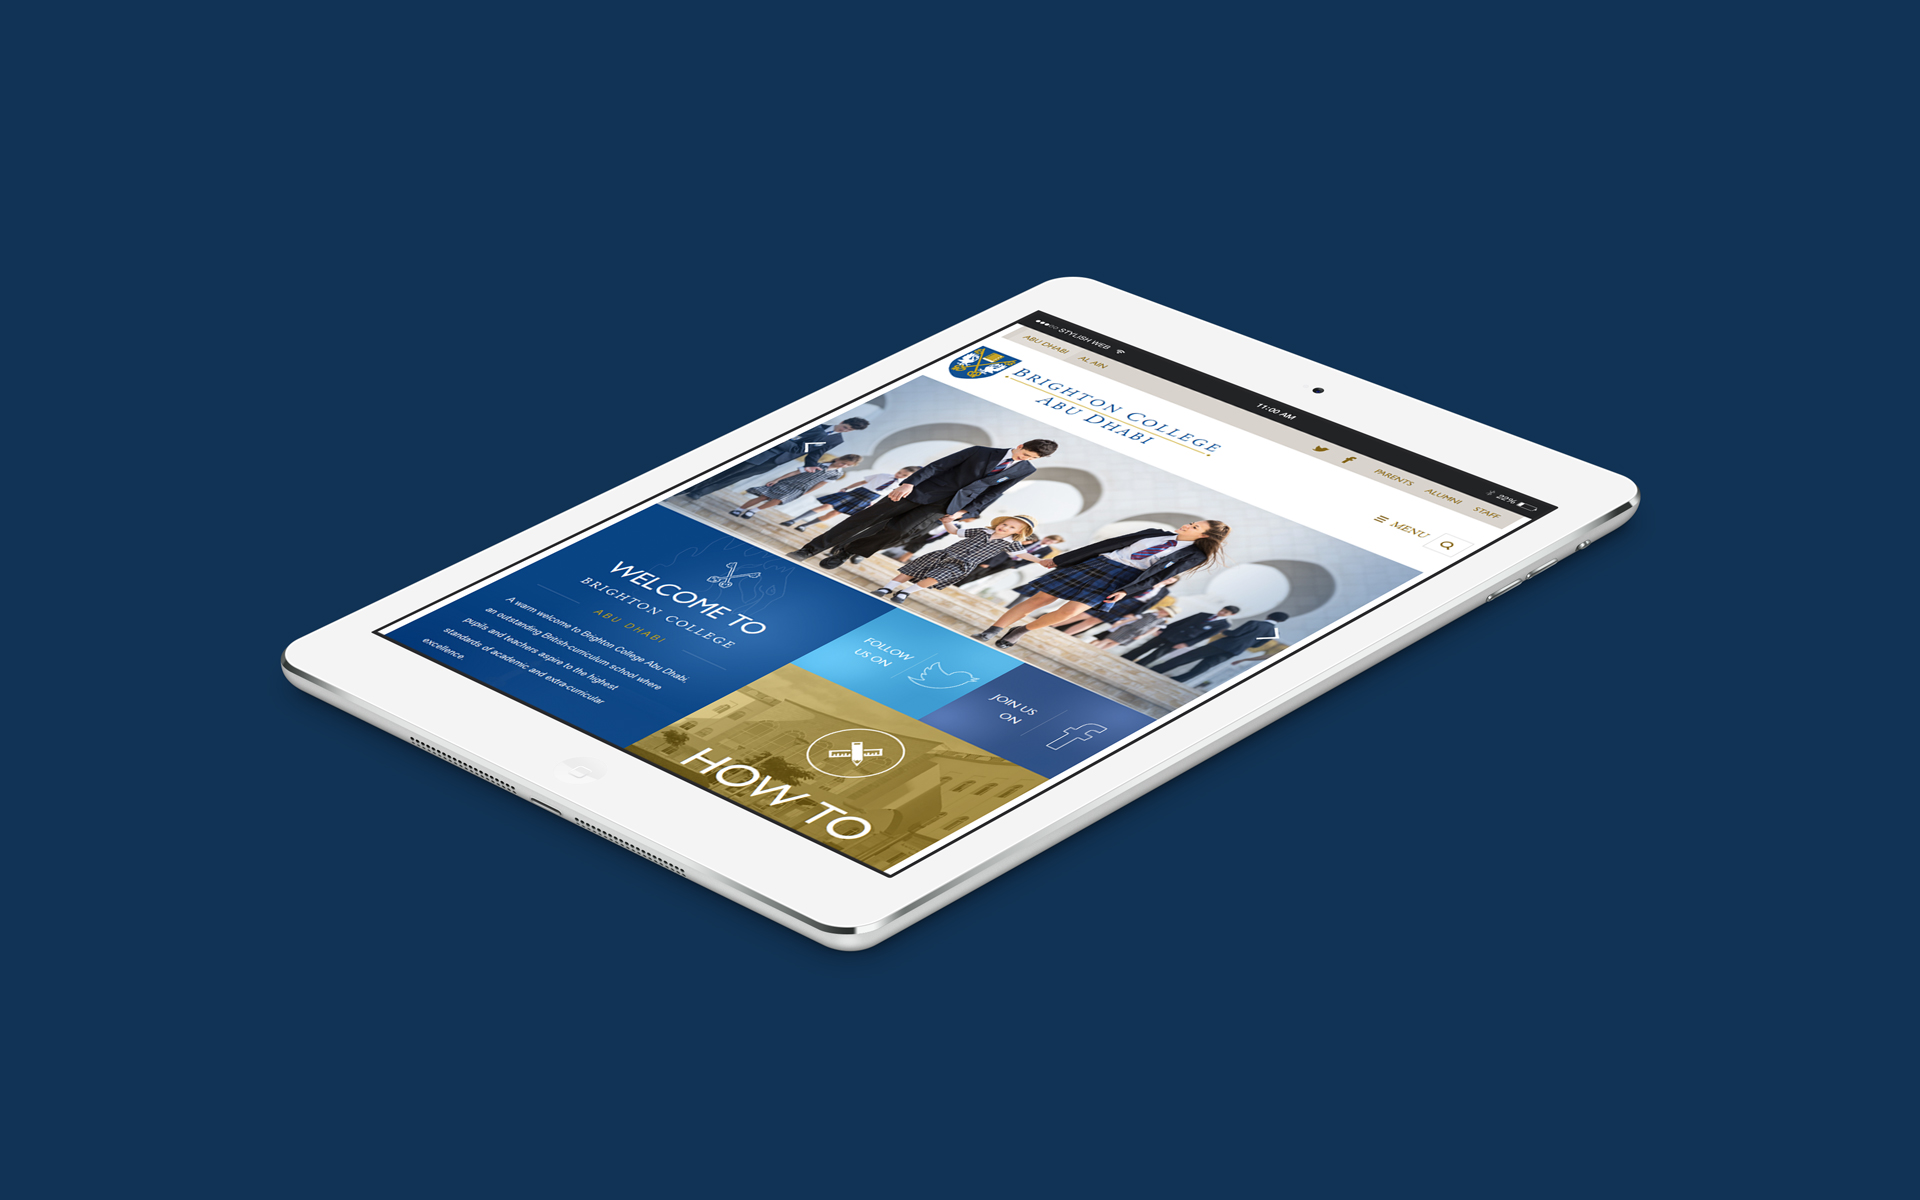 STYLISH WEB
11:00 AM
22%
ABU DHABI AL AIN
PARENTS ALUMNI STAFF
BRIGHTON COLLEGE
ABU DHABI
MENU
WELCOME TO
BRIGHTON COLLEGE
ABU DHABI
A warm welcome to Brighton College Abu Dhabi,
an outstanding British-curriculum school where
pupils and teachers aspire to the highest
standards of academic and extra-curricular
excellence.
FOLLOW
US ON
JOIN US
ON
HOW TO